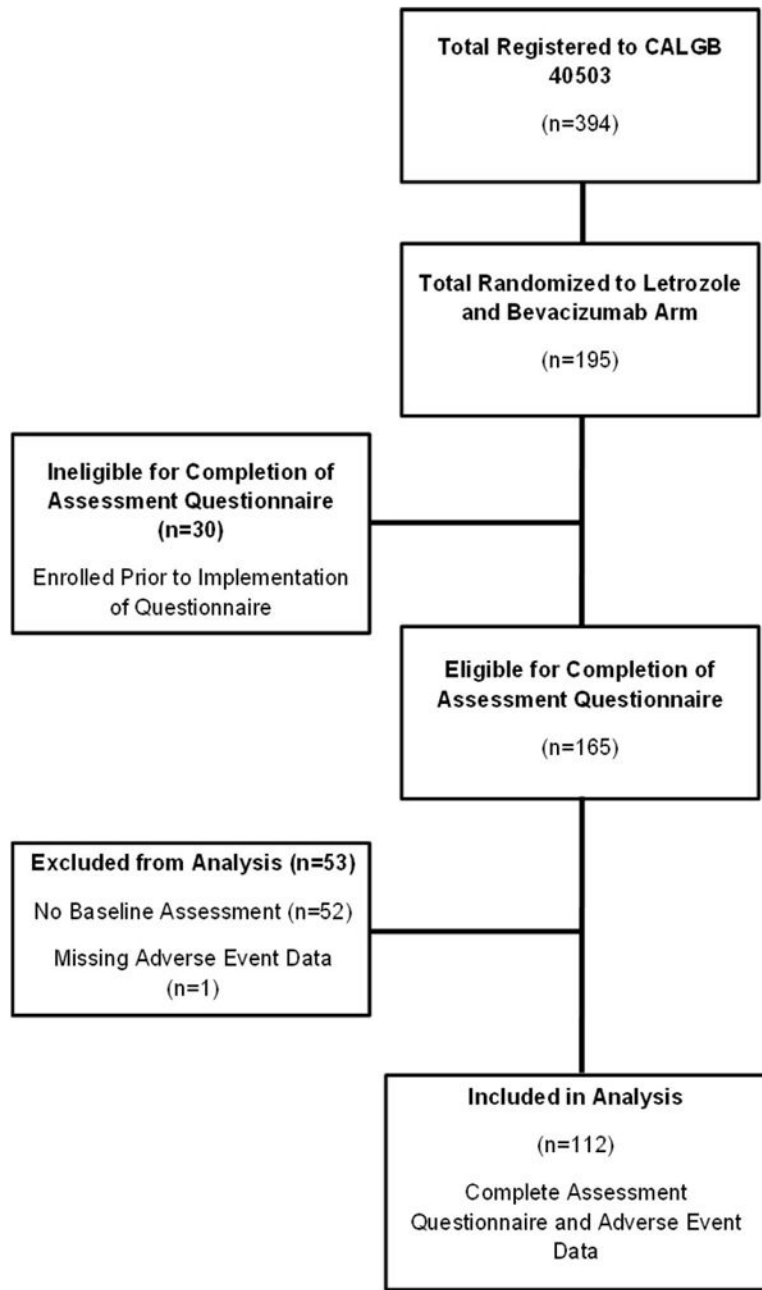 Total Registered to CALGB
40503
(n=394)
Total Randomized to Letrozole
and Bevacizumab Arm
(n=195)
Ineligible for Completion of
Assessment Questionnaire
(n=30)
Enrolled Prior to Implementation
of Questionnaire
Eligible for Completion of
Assessment Questionnaire
(n=165)
Excluded from Analysis (n=53)
No Baseline Assessment (n=52)
Missing Adverse Event Data
(n=1)
Included in Analysis
(n=112)
Complete Assessment
Questionnaire and Adverse Event
Data